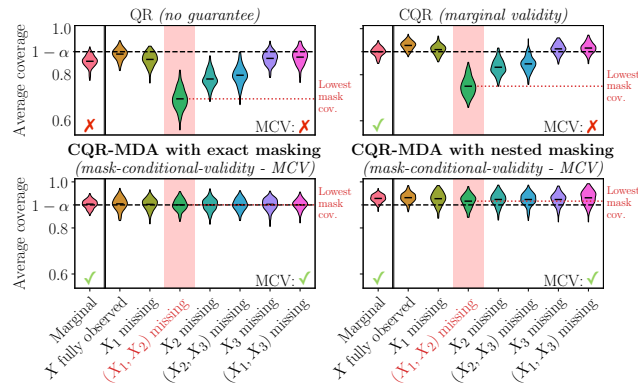 QR (no guarantee)
CQR (marginal validity)
Average coverage
1.0
1 − α
0.8
0.6
Lowest
mask
cov.
✗
MCV: ✗
Lowest
mask
cov.
✓
MCV: ✗
CQR-MDA with exact masking
(mask-conditional-validity - MCV)
CQR-MDA with nested masking
(mask-conditional-validity - MCV)
Average coverage
1.0
1 − α
0.8
0.6
Lowest
mask
cov.
✓
MCV: ✓
Lowest
mask
cov.
✓
MCV: ✓
Marginal
X fully observed
X₁ missing
(X₁, X₂) missing
X₂ missing
(X₂, X₃) missing
X₃ missing
(X₁, X₃) missing
Marginal
X fully observed
X₁ missing
(X₁, X₂) missing
X₂ missing
(X₂, X₃) missing
X₃ missing
(X₁, X₃) missing